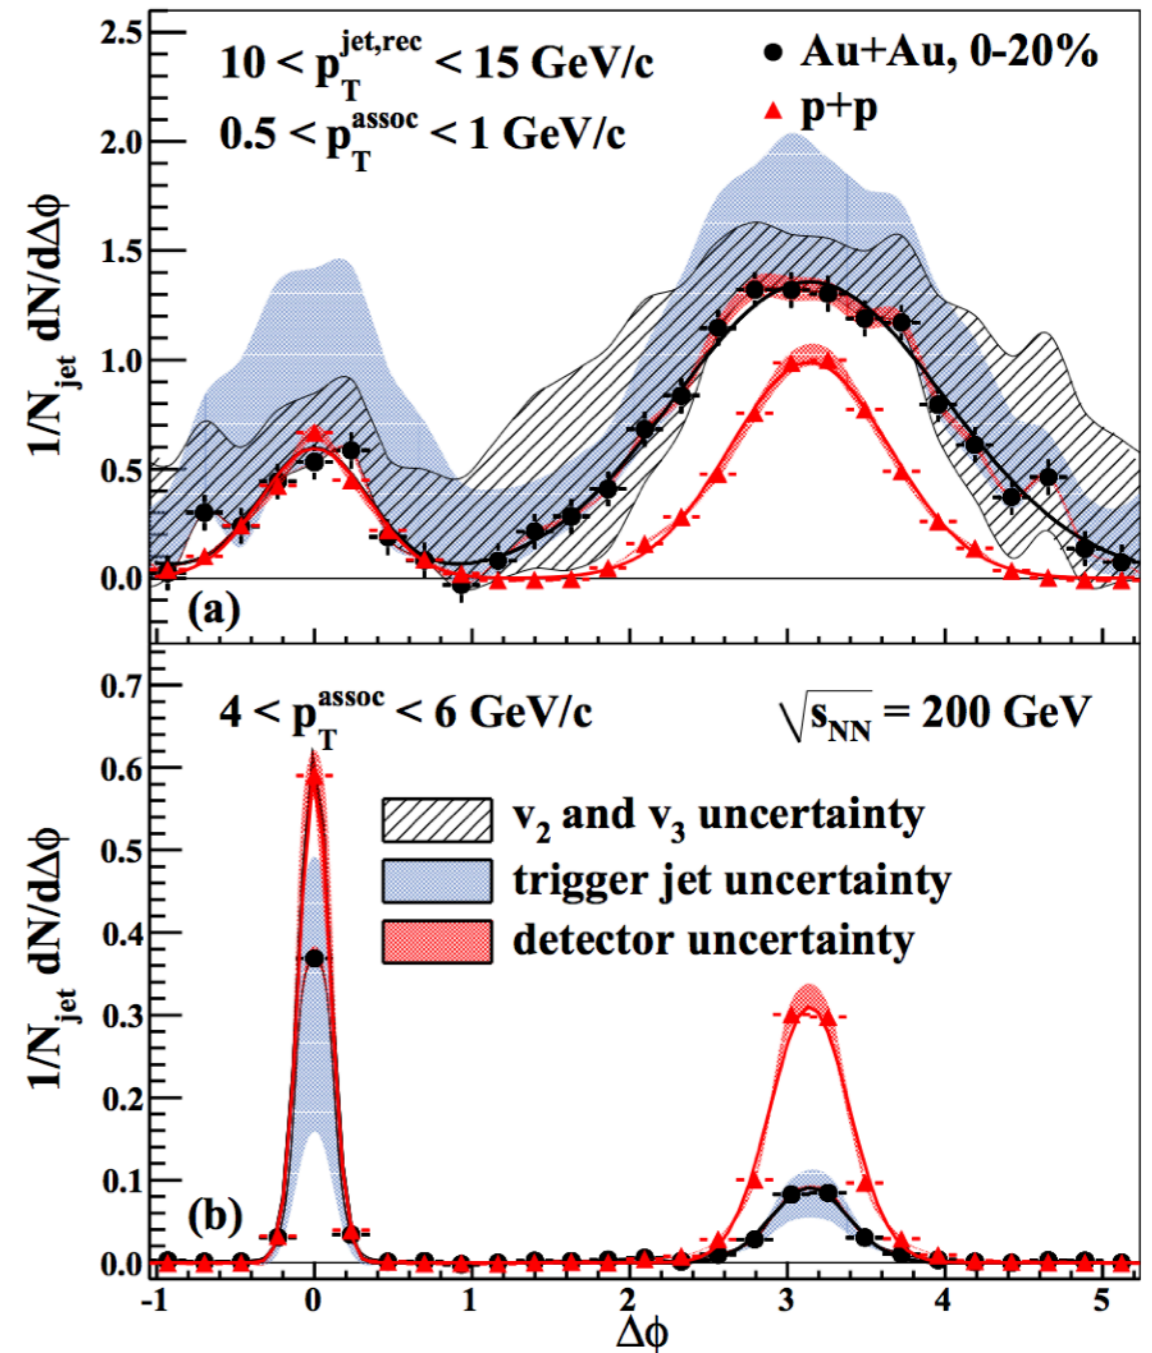 2.5
10 < p_T^jet,rec < 15 GeV/c
● Au+Au, 0-20%
▲ p+p
0.5 < p_T^assoc < 1 GeV/c
2.0
1.5
1.0
0.5
0.0
1/N_jet dN/dΔϕ
(a)
0.7
4 < p_T^assoc < 6 GeV/c
√s_NN = 200 GeV
0.6
v_2 and v_3 uncertainty
0.5
trigger jet uncertainty
0.4
detector uncertainty
0.3
0.2
0.1
0.0
1/N_jet dN/dΔϕ
(b)
-1 0 1 2 3 4 5
Δϕ